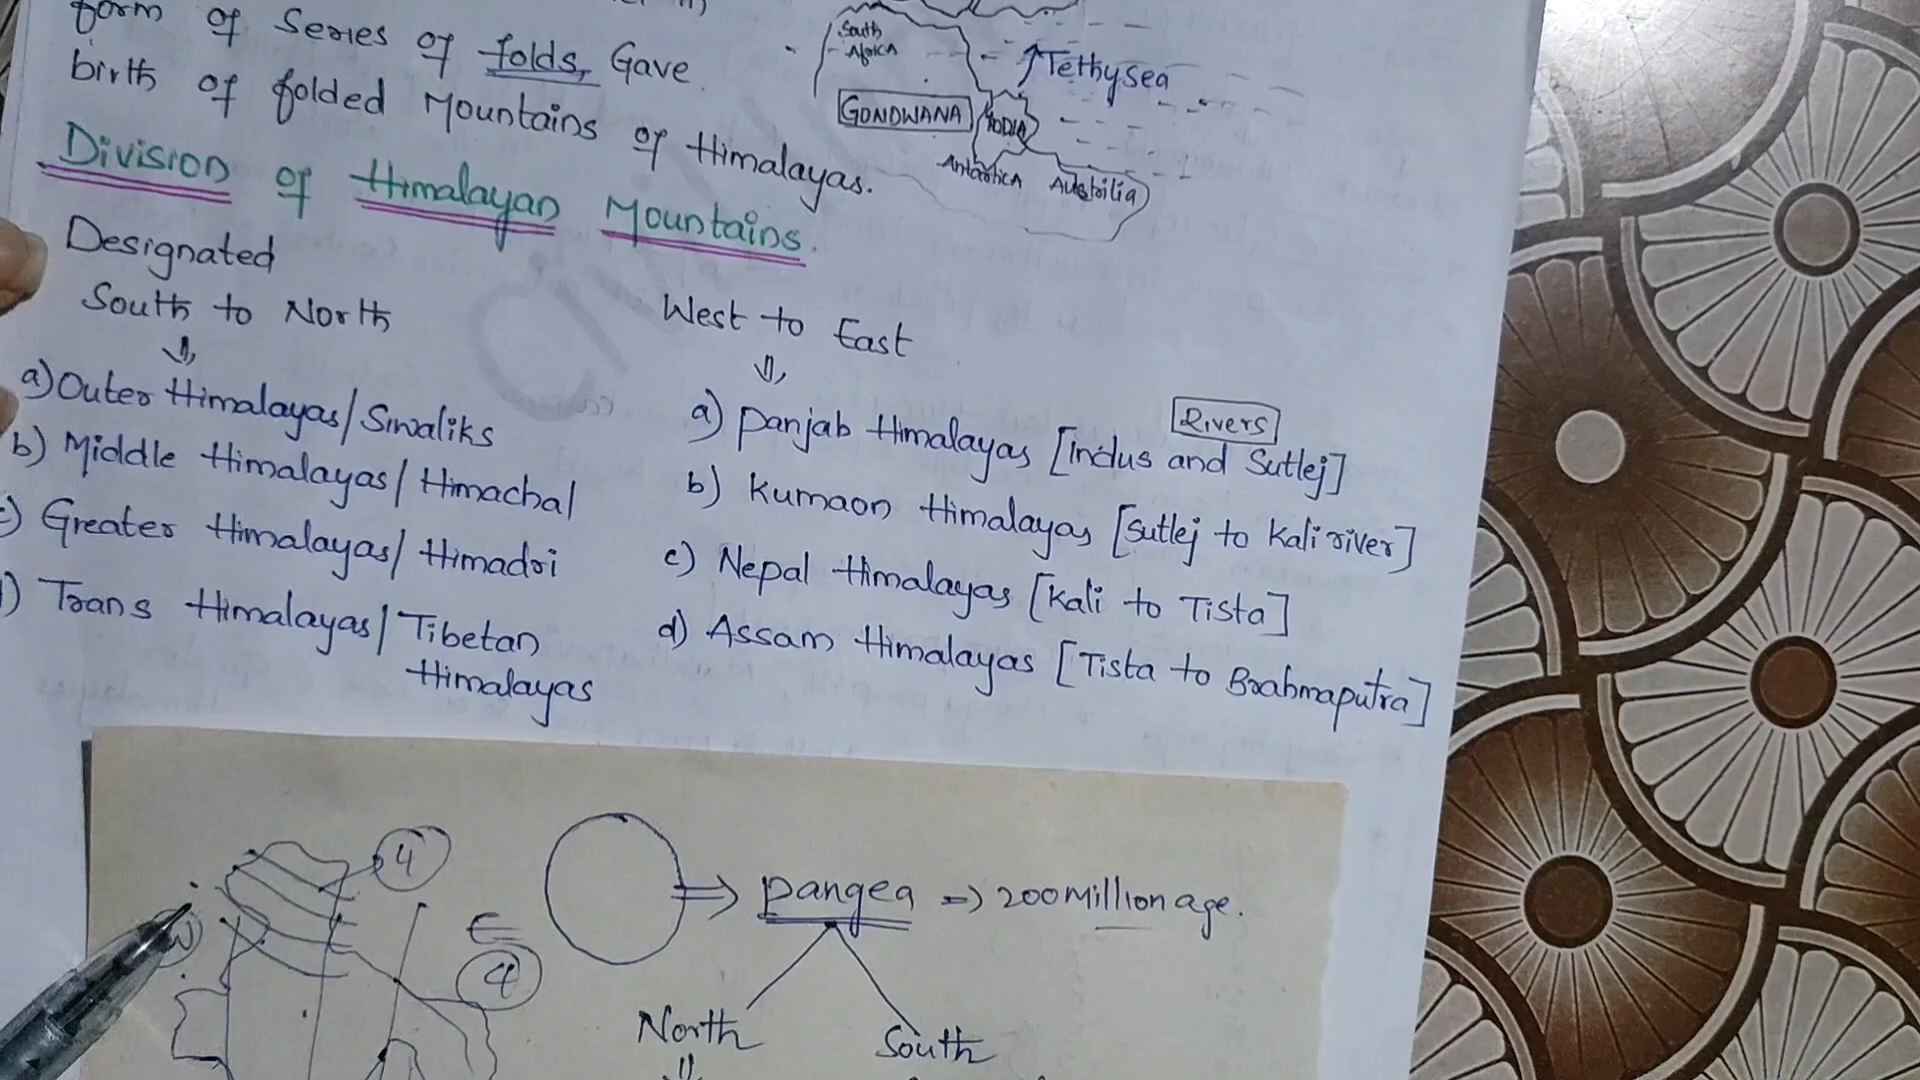 form of Series of folds, Gave
birth of folded Mountains of Himalayas.
South
Africa
Tethysea
GONDWANA
INDIA
Antarctica Austrilia
Division of Himalayan Mountains.
Designated
South to North
a) Outer Himalayas/Siwaliks
b) Middle Himalayas/Himachal
c) Greater Himalayas/Himadri
d) Trans Himalayas/Tibetan
Himalayas
West to East
Rivers
a) Panjab Himalayas [Indus and Sutlej]
b) Kumaon Himalayas [Sutlej to Kali river]
c) Nepal Himalayas [Kali to Tista]
d) Assam Himalayas [Tista to Brahmaputra]
4
E
4
Pangea => 200 Million age.
North South